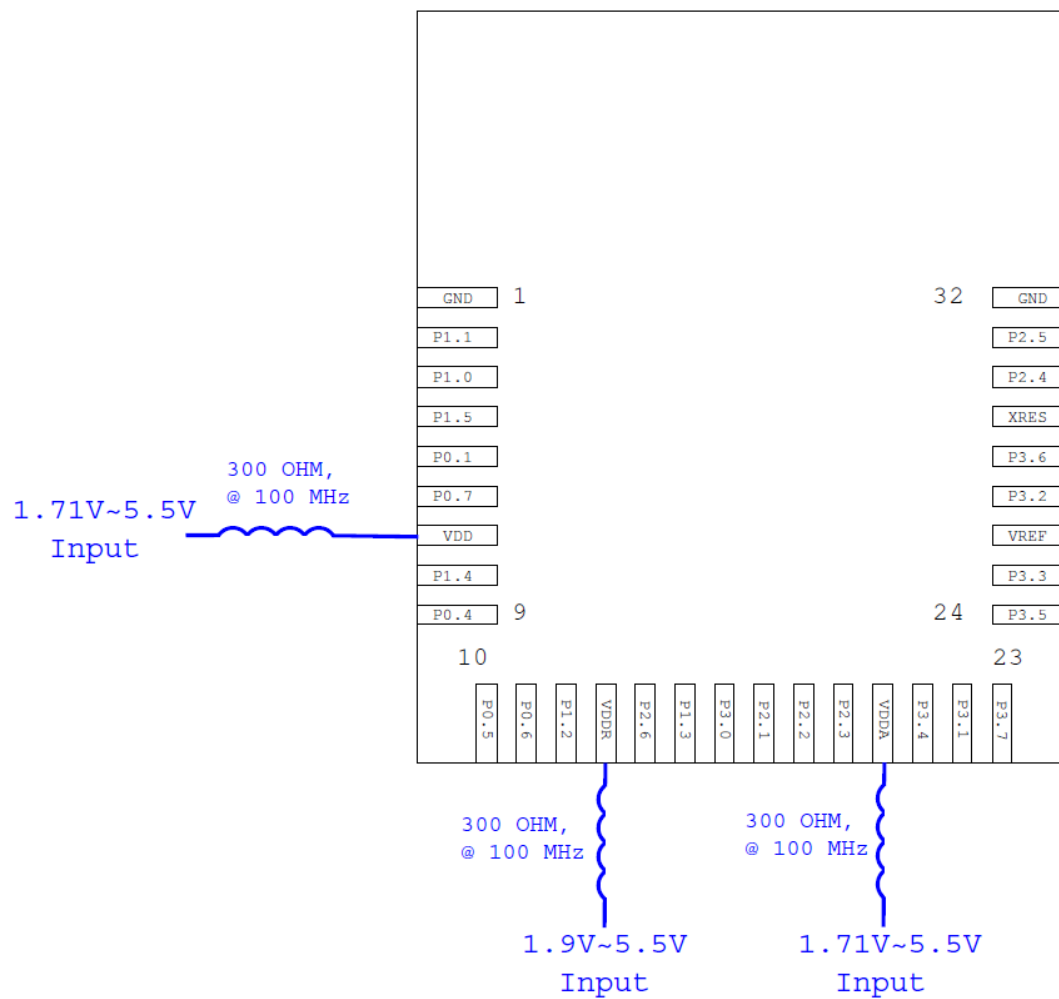 GND 1
P1.1
P1.0
P1.5
P0.1
P0.7
VDD
P1.4
P0.4 9
300 OHM,
@ 100 MHz
1.71V~5.5V
Input
32 GND
P2.5
P2.4
XRES
P3.6
P3.2
VREF
P3.3
24 P3.5
10
23
P0.5
P0.6
P1.2
VDDR
P2.6
P1.3
P3.0
P2.1
P2.2
P2.3
VDDA
P3.4
P3.1
P3.7
300 OHM,
@ 100 MHz
1.9V~5.5V
Input
300 OHM,
@ 100 MHz
1.71V~5.5V
Input